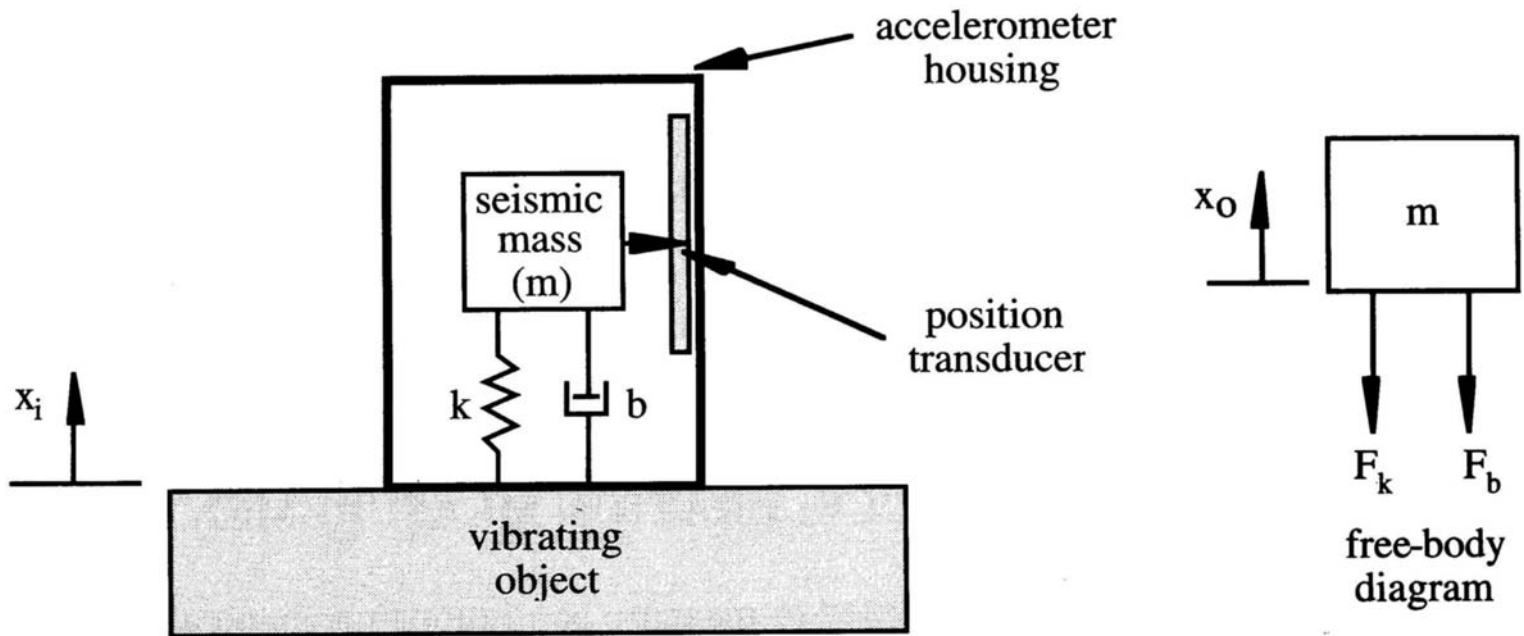 accelerometer
housing
seismic
mass
(m)
position
transducer
x_i
k
b
vibrating
object
x_o
m
F_k
F_b
free-body
diagram